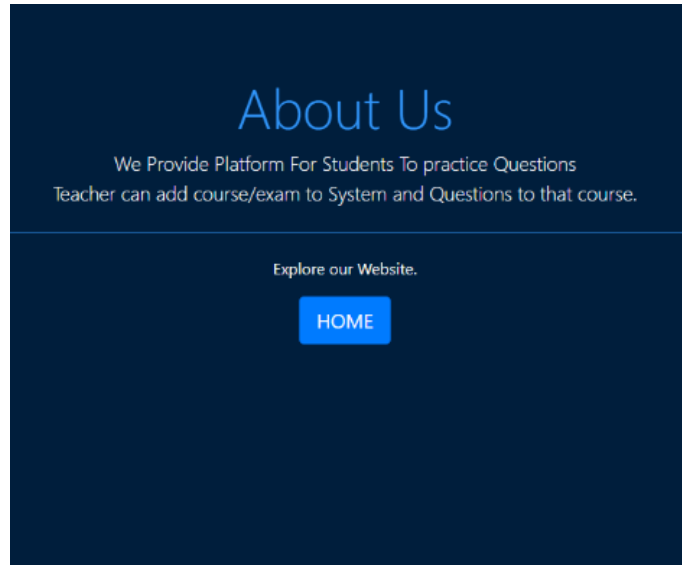 About Us
We Provide Platform For Students To practice Questions
Teacher can add course/exam to System and Questions to that course.
Explore our Website.
HOME